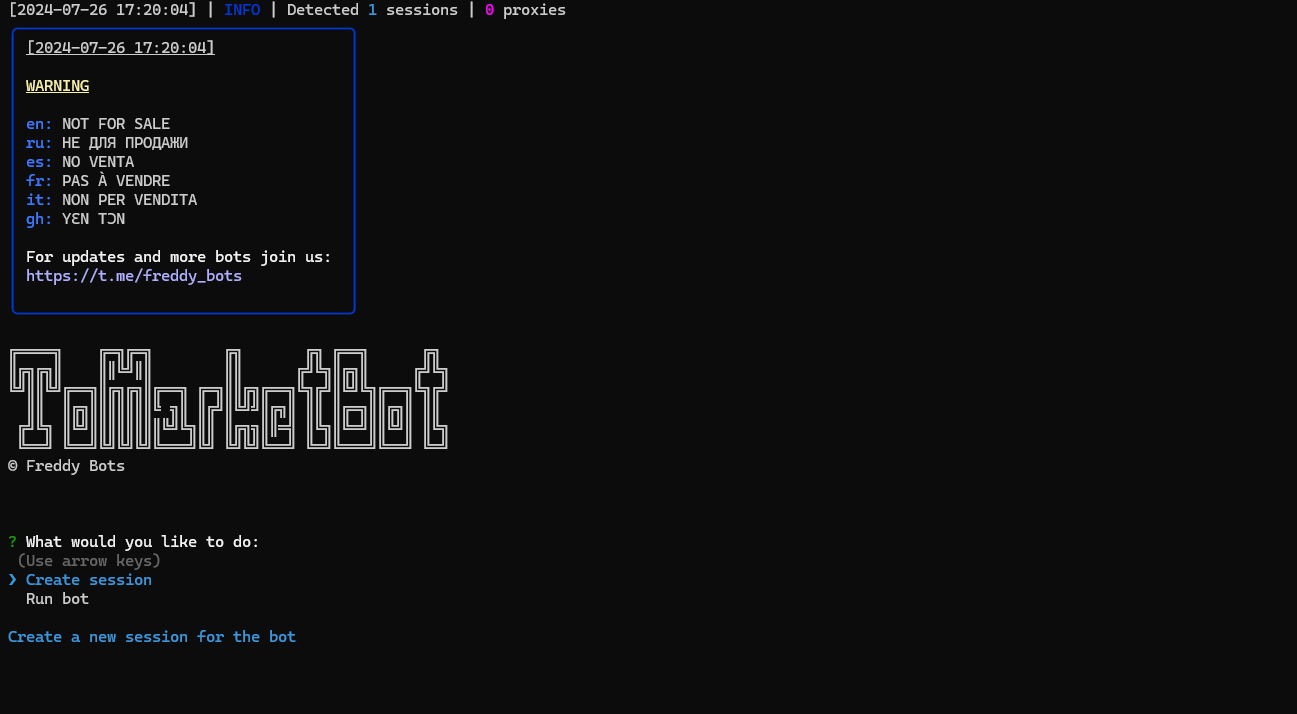 [2024-07-26 17:20:04] | INFO | Detected 1 sessions | 0 proxies
[2024-07-26 17:20:04]
WARNING
en: NOT FOR SALE
ru: НЕ ДЛЯ ПРОДАЖИ
es: NO VENTA
fr: PAS À VENDRE
it: NON PER VENDITA
gh: YƐN TƆN
For updates and more bots join us:
https://t.me/freddy_bots
ToMarketbot
© Freddy Bots
? What would you like to do:
(Use arrow keys)
❯ Create session
Run bot
Create a new session for the bot